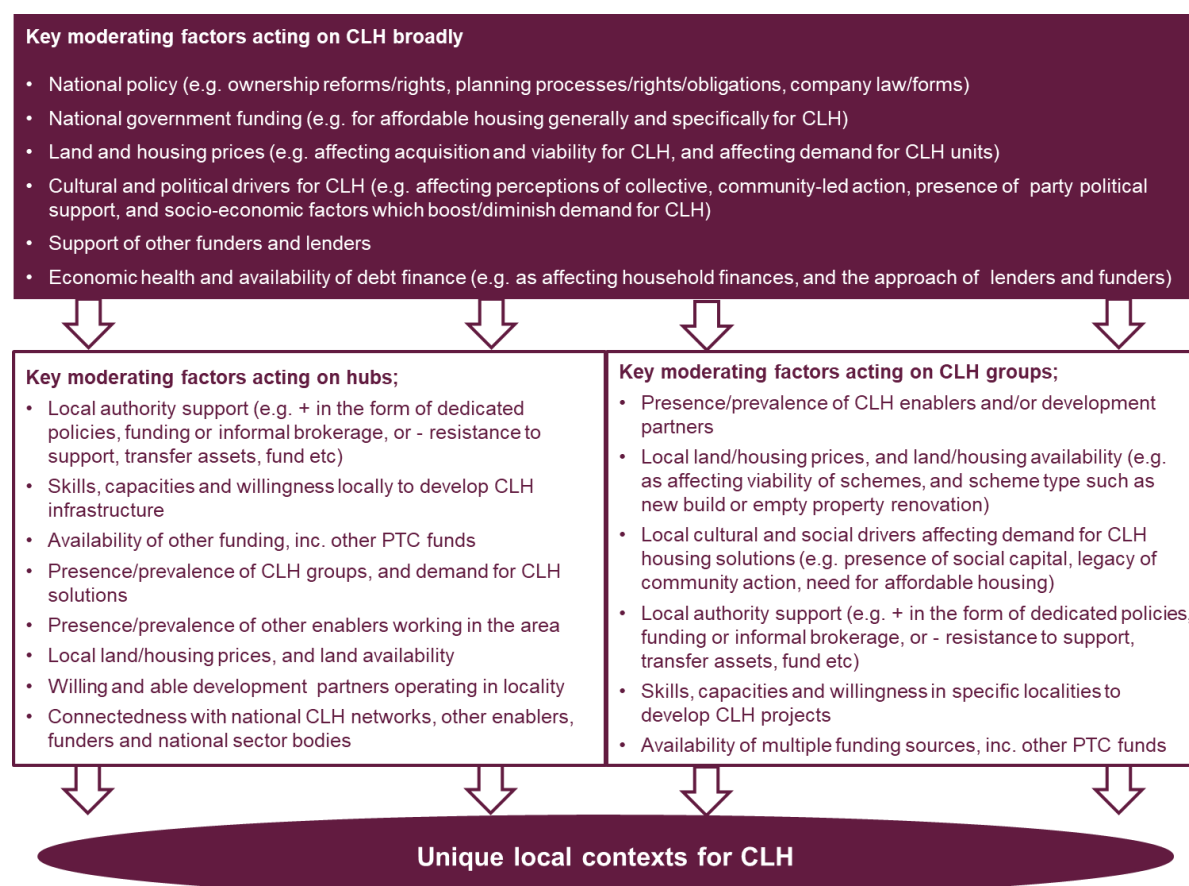 Key moderating factors acting on CLH broadly
• National policy (e.g. ownership reforms/rights, planning processes/rights/obligations, company law/forms)
• National government funding (e.g. for affordable housing generally and specifically for CLH)
• Land and housing prices (e.g. affecting acquisition and viability for CLH, and affecting demand for CLH units)
• Cultural and political drivers for CLH (e.g. affecting perceptions of collective, community-led action, presence of party political
support, and socio-economic factors which boost/diminish demand for CLH)
• Support of other funders and lenders
• Economic health and availability of debt finance (e.g. as affecting household finances, and the approach of lenders and funders)
Key moderating factors acting on hubs;
• Local authority support (e.g. + in the form of dedicated
policies, funding or informal brokerage, or - resistance to
support, transfer assets, fund etc)
• Skills, capacities and willingness locally to develop CLH
infrastructure
• Availability of other funding, inc. other PTC funds
• Presence/prevalence of CLH groups, and demand for CLH
solutions
• Presence/prevalence of other enablers working in the area
• Local land/housing prices, and land availability
• Willing and able development partners operating in locality
• Connectedness with national CLH networks, other enablers,
funders and national sector bodies
Key moderating factors acting on CLH groups;
• Presence/prevalence of CLH enablers and/or development
partners
• Local land/housing prices, and land/housing availability (e.g.
as affecting viability of schemes, and scheme type such as
new build or empty property renovation)
• Local cultural and social drivers affecting demand for CLH
housing solutions (e.g. presence of social capital, legacy of
community action, need for affordable housing)
• Local authority support (e.g. + in the form of dedicated policies,
funding or informal brokerage, or - resistance to support,
transfer assets, fund etc)
• Skills, capacities and willingness in specific localities to
develop CLH projects
• Availability of multiple funding sources, inc. other PTC funds
Unique local contexts for CLH